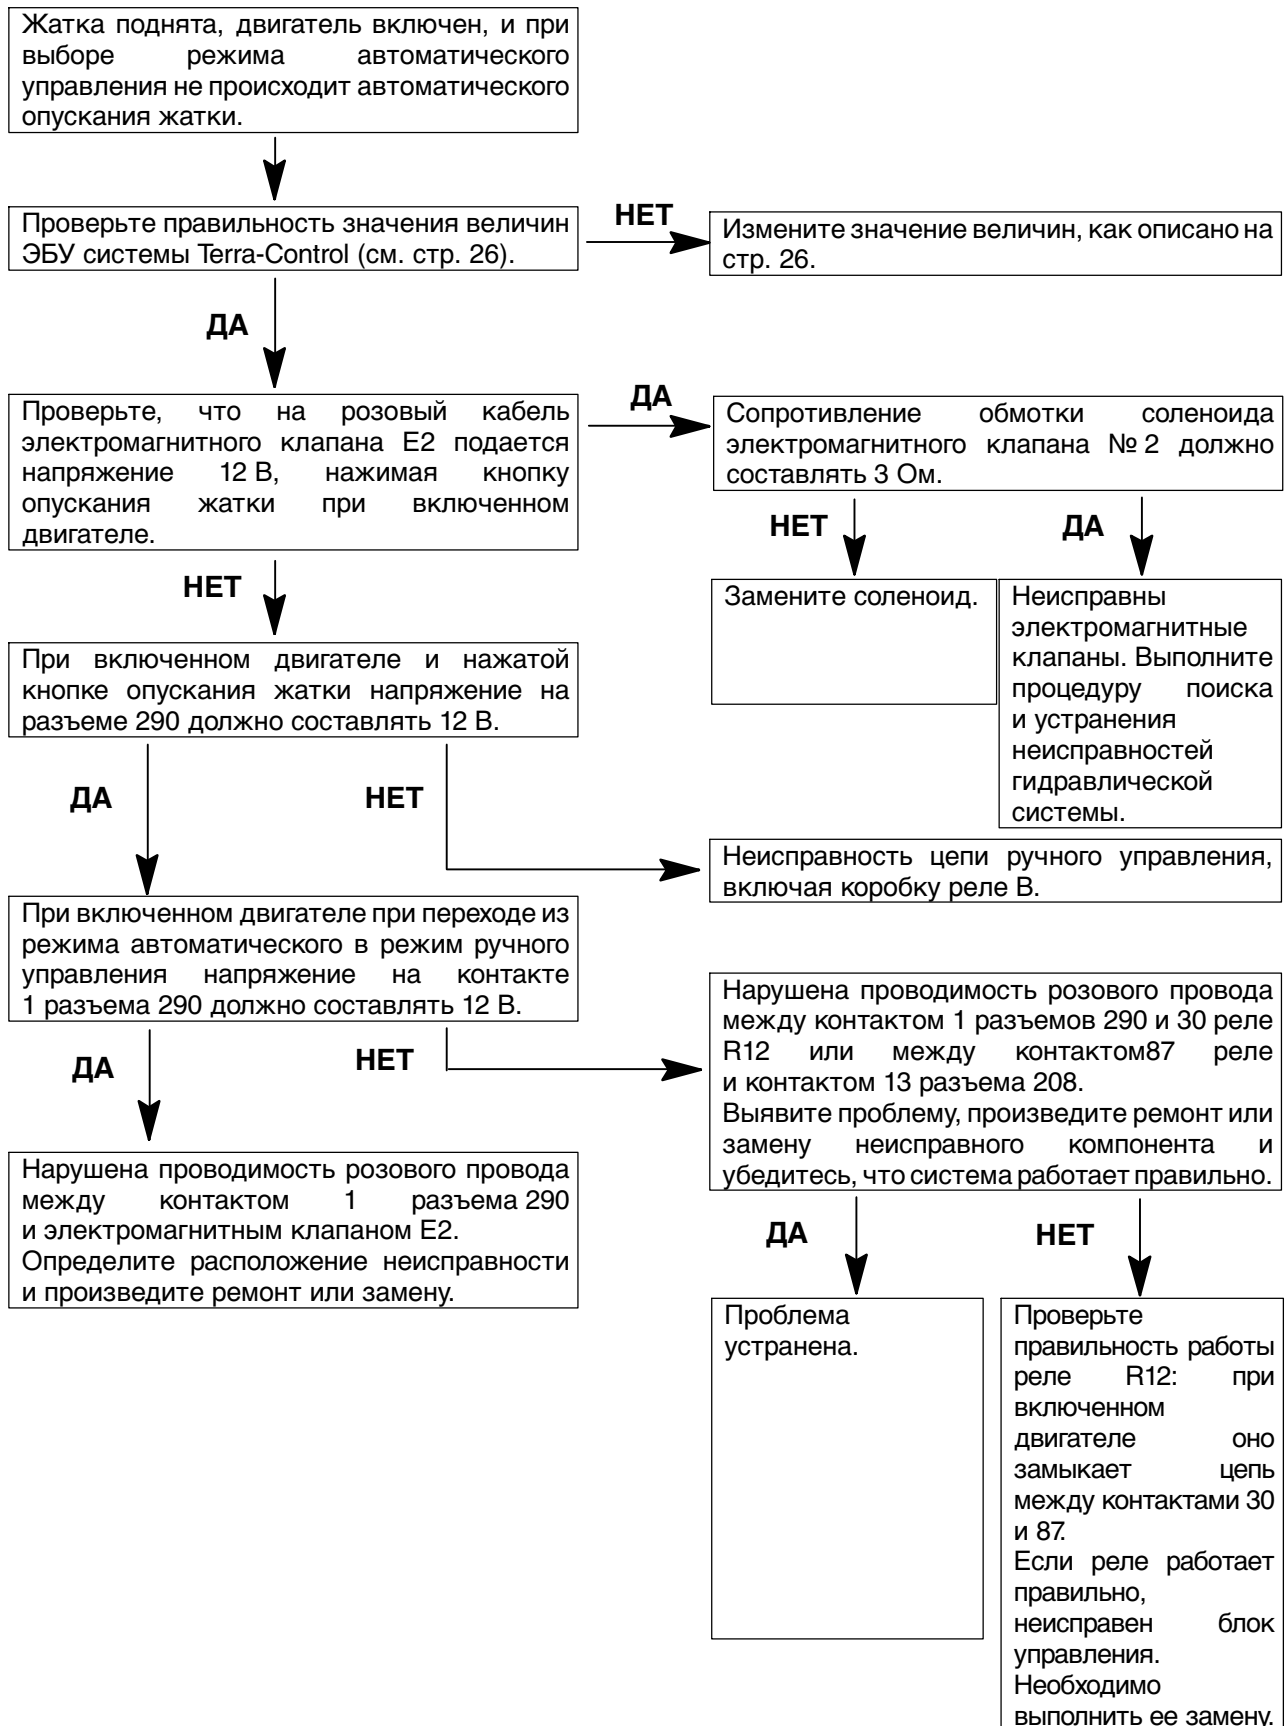 Жатка поднята, двигатель включен, и при
выборе режима автоматического
управления не происходит автоматического
опускания жатки.
Проверьте правильность значения величин
ЭБУ системы Terra-Control (см. стр. 26).
НЕТ
Измените значение величин, как описано на
стр. 26.
ДА
Проверьте, что на розовый кабель
электромагнитного клапана E2 подается
напряжение 12 В, нажимая кнопку
опускания жатки при включенном
двигателе.
ДА
Сопротивление обмотки соленоида
электромагнитного клапана № 2 должно
составлять 3 Ом.
НЕТ
ДА
Замените соленоид.
Неисправны
электромагнитные
клапаны. Выполните
процедуру поиска
и устранения
неисправностей
гидравлической
системы.
НЕТ
При включенном двигателе и нажатой
кнопке опускания жатки напряжение на
разъеме 290 должно составлять 12 В.
ДА
НЕТ
Неисправность цепи ручного управления,
включая коробку реле В.
При включенном двигателе при переходе из
режима автоматического в режим ручного
управления напряжение на контакте
1 разъема 290 должно составлять 12 В.
ДА
НЕТ
Нарушена проводимость розового провода
между контактом 1 разъемов 290 и 30 реле
R12 или между контактом87 реле
и контактом 13 разъема 208.
Выявите проблему, произведите ремонт или
замену неисправного компонента и
убедитесь, что система работает правильно.
Нарушена проводимость розового провода
между контактом 1 разъема 290
и электромагнитным клапаном E2.
Определите расположение неисправности
и произведите ремонт или замену.
ДА
НЕТ
Проблема
устранена.
Проверьте
правильность работы
реле R12: при
включенном
двигателе оно
замыкает цепь
между контактами 30
и 87.
Если реле работает
правильно,
неисправен блок
управления.
Необходимо
выполнить ее замену.